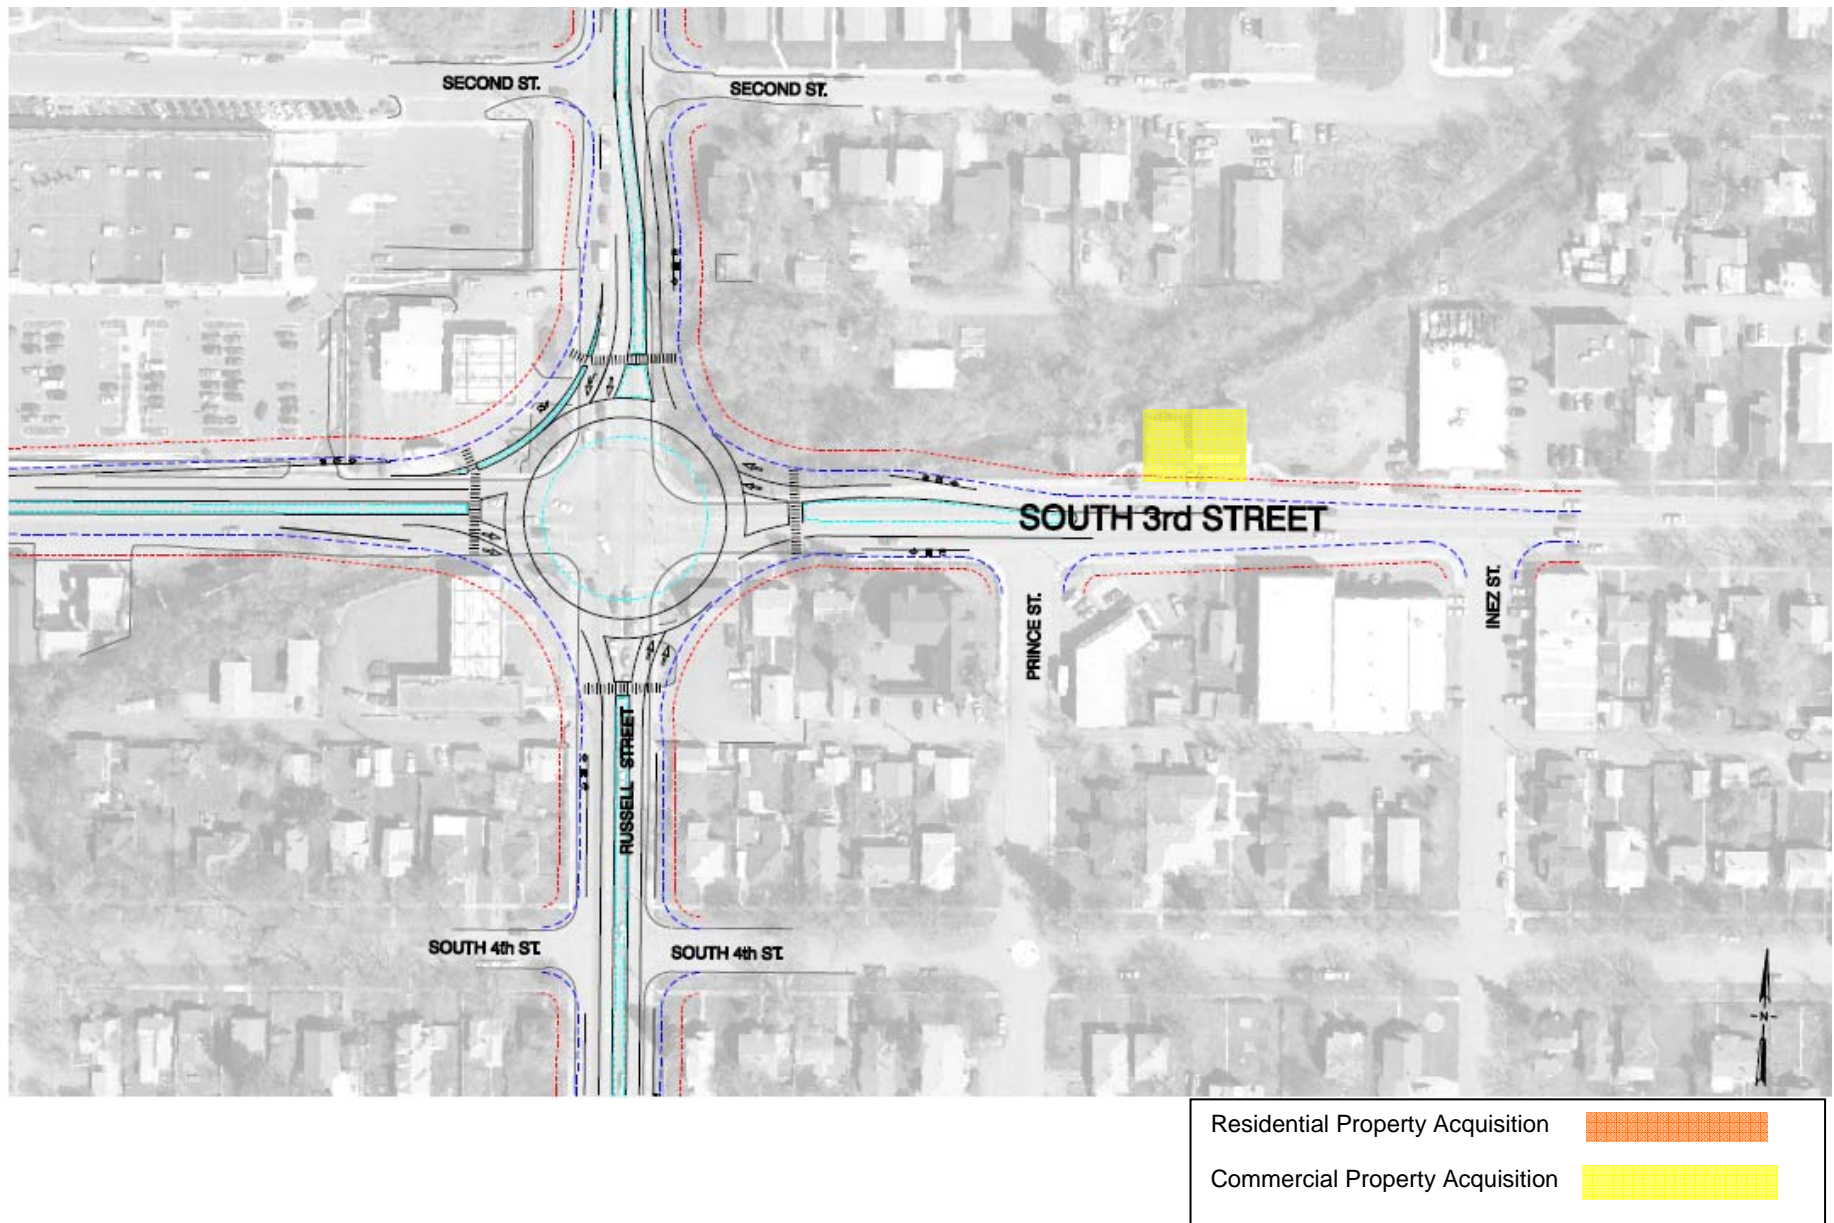 SECOND ST.
SECOND ST.
SOUTH 3rd STREET
PRINCE ST.
INEZ ST.
RUSSELL STREET
SOUTH 4th ST.
SOUTH 4th ST.
-N-
Residential Property Acquisition
Commercial Property Acquisition